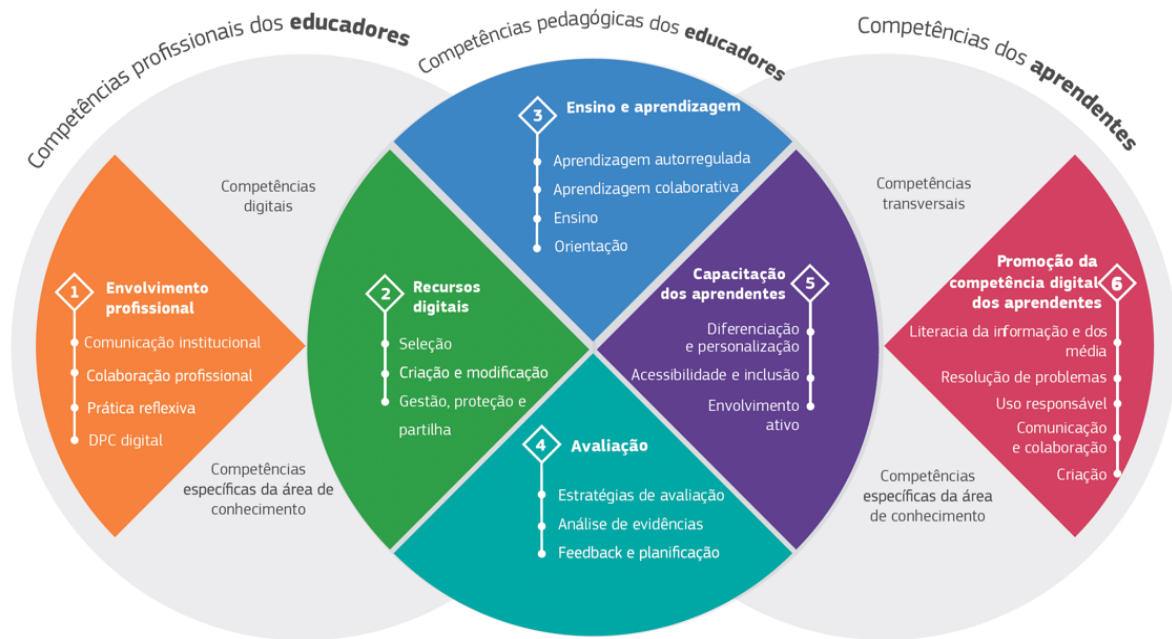 Competências profissionais dos educadores
Competências pedagógicas dos educadores
Competências dos aprendentes
Competências
digitais
Competências
específicas da área de
conhecimento
1
Envolvimento
profissional
Comunicação institucional
Colaboração profissional
Prática reflexiva
DPC digital
2
Recursos
digitais
Seleção
Criação e modificação
Gestão, proteção e
partilha
3
Ensino e aprendizagem
Aprendizagem autorregulada
Aprendizagem colaborativa
Ensino
Orientação
4
Avaliação
Estratégias de avaliação
Análise de evidências
Feedback e planificação
5
Capacitação
dos aprendentes
Diferenciação
e personalização
Acessibilidade e inclusão
Envolvimento
ativo
Competências
transversais
Competências
específicas da área
de conhecimento
6
Promoção da
competência digital
dos aprendentes
Literacia da informação e dos
média
Resolução de problemas
Uso responsável
Comunicação
e colaboração
Criação